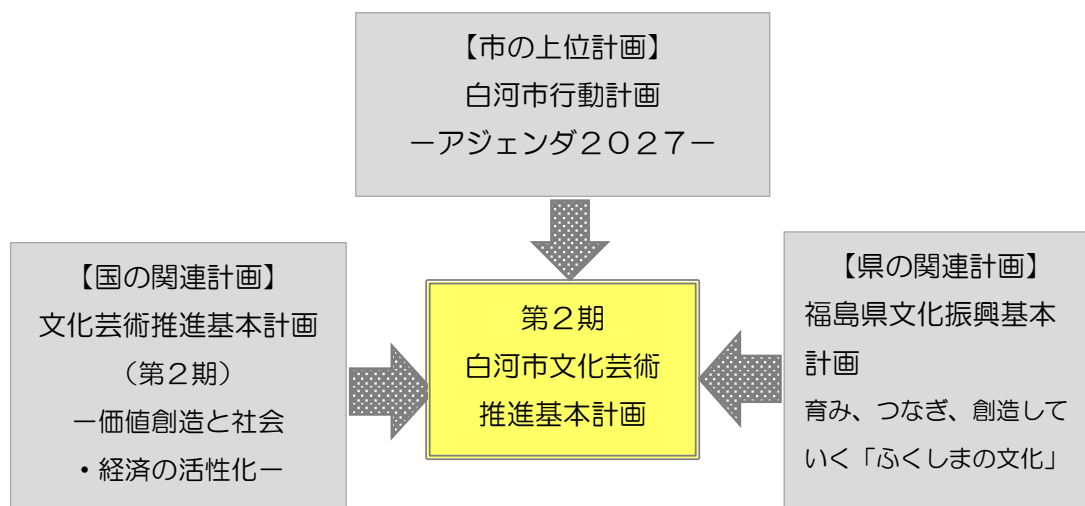 【市の上位計画】
白河市行動計画
−アジェンダ２０２７−
【国の関連計画】
文化芸術推進基本計画
（第２期）
−価値創造と社会
・経済の活性化−
第２期
白河市文化芸術
推進基本計画
【県の関連計画】
福島県文化振興基本
計画
育み、つなぎ、創造して
いく「ふくしまの文化」